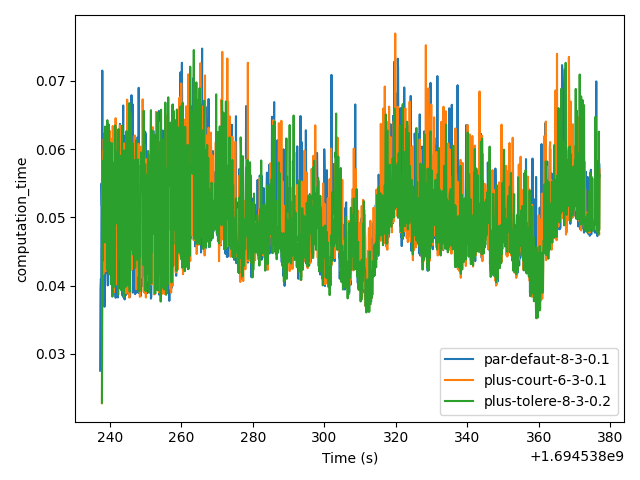 0.07
0.06
0.05
0.04
0.03
computation_time
par-defaut-8-3-0.1
plus-court-6-3-0.1
plus-tolere-8-3-0.2
240 260 280 300 320 340 360 380
Time (s)
+1.694538e9